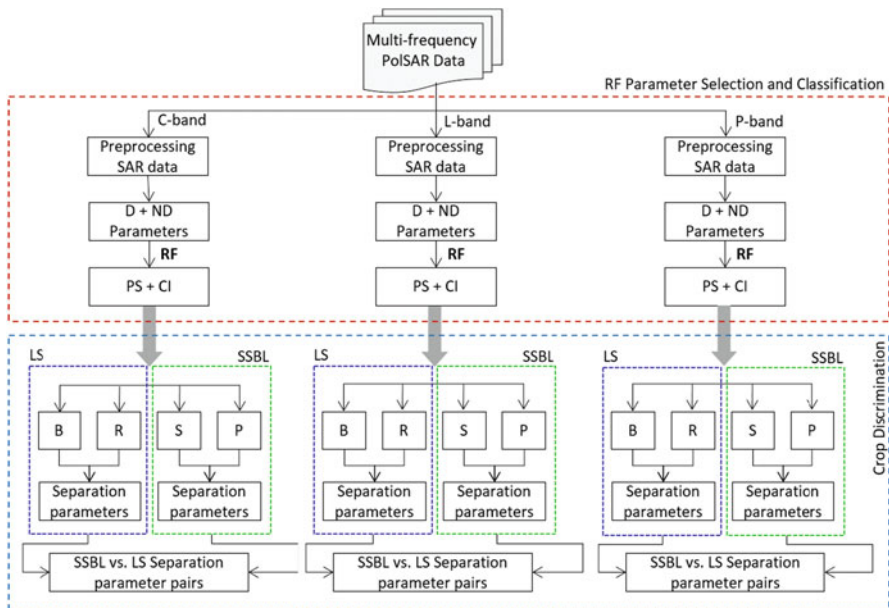 Multi-frequency
PolSAR Data
RF Parameter Selection and Classification
C-band
L-band
P-band
Preprocessing
SAR data
Preprocessing
SAR data
Preprocessing
SAR data
D + ND
Parameters
D + ND
Parameters
D + ND
Parameters
RF
RF
RF
PS + CI
PS + CI
PS + CI
LS
SSBL
LS
SSBL
LS
SSBL
B
R
S
P
B
R
S
P
B
R
S
P
Crop Discrimination
Separation
parameters
Separation
parameters
Separation
parameters
Separation
parameters
Separation
parameters
Separation
parameters
SSBL vs. LS Separation
parameter pairs
SSBL vs. LS Separation
parameter pairs
SSBL vs. LS Separation
parameter pairs